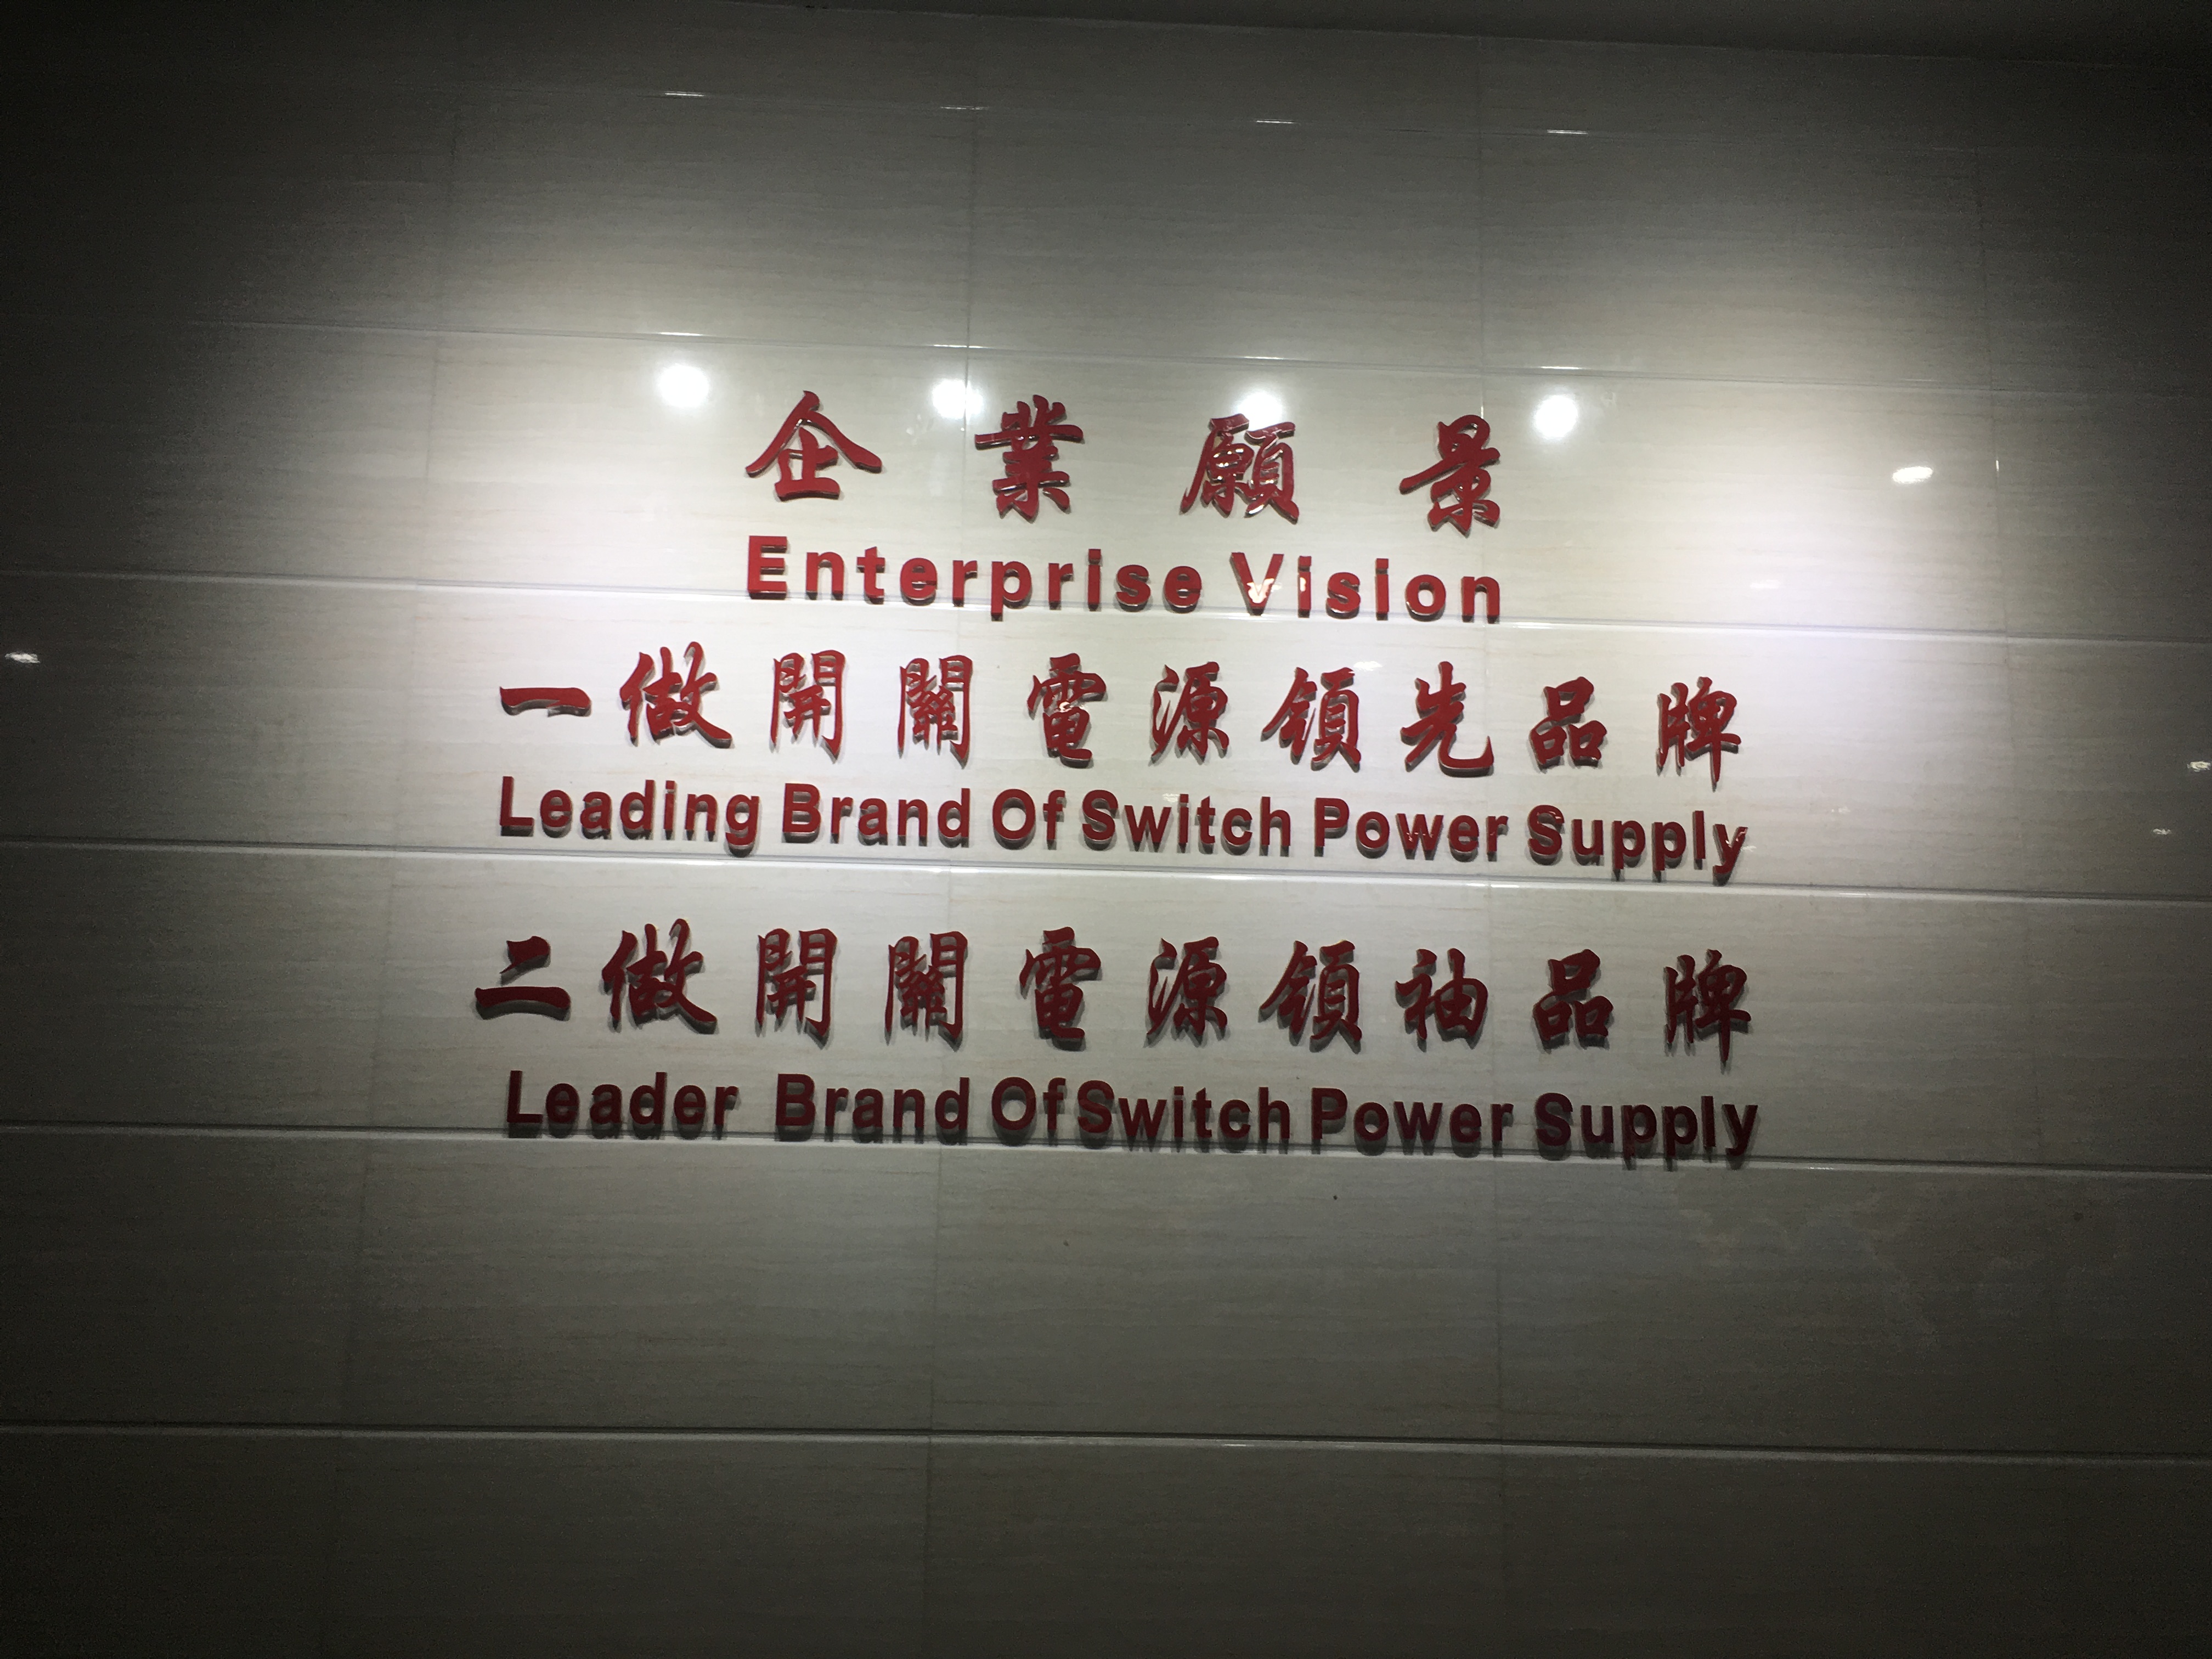 企業願景
Enterprise Vision
一做開關電源領先品牌
Leading Brand Of Switch Power Supply
二做開關電源領袖品牌
Leader Brand Of Switch Power Supply